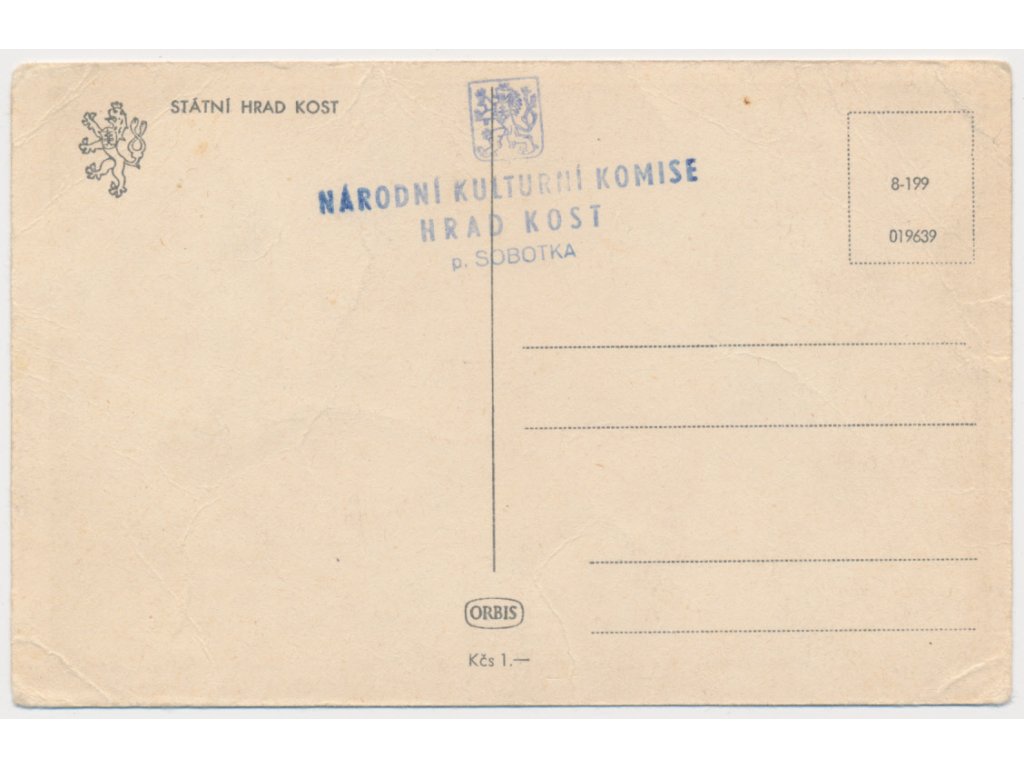 STÁTNÍ HRAD KOST
NÁRODNÍ KULTURNÍ KOMISE
HRAD KOST
p. SOBOTKA
8-199
019639
ORBIS
Kčs 1.—